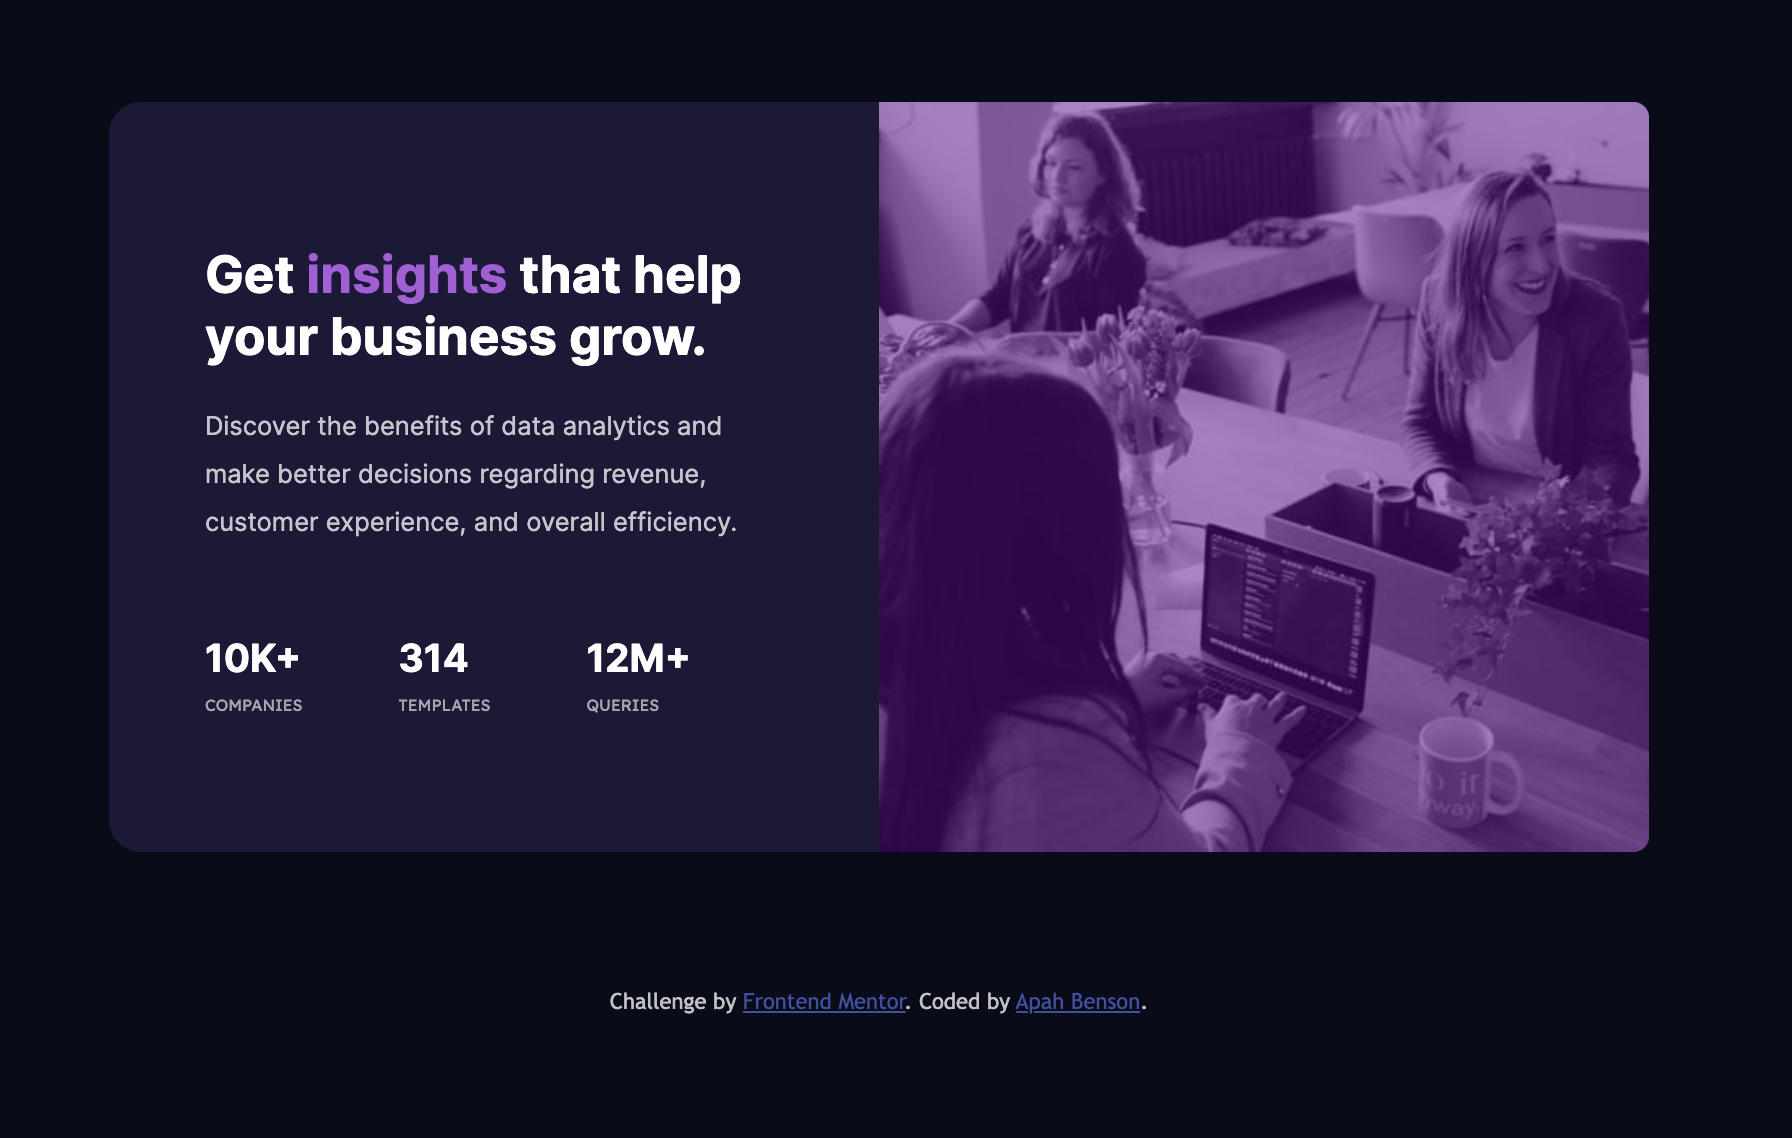 Get insights that help
your business grow.
Discover the benefits of data analytics and
make better decisions regarding revenue,
customer experience, and overall efficiency.
10K+ 314 12M+
COMPANIES TEMPLATES QUERIES
it
way.
Challenge by Frontend Mentor. Coded by Apah Benson.